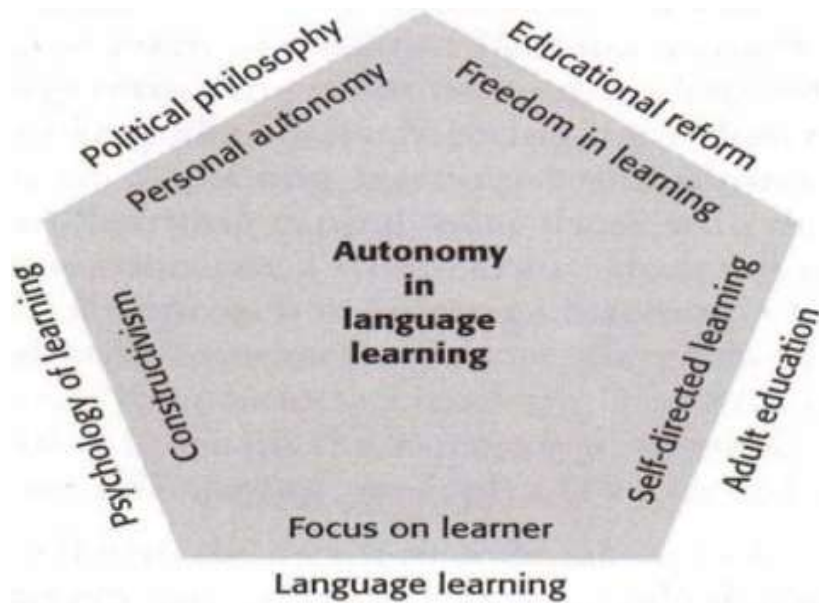 Political philosophy
Personal autonomy
Educational reform
Freedom in learning
Autonomy
in
language
learning
Psychology of learning
Constructivism
Self-directed learning
Adult education
Focus on learner
Language learning